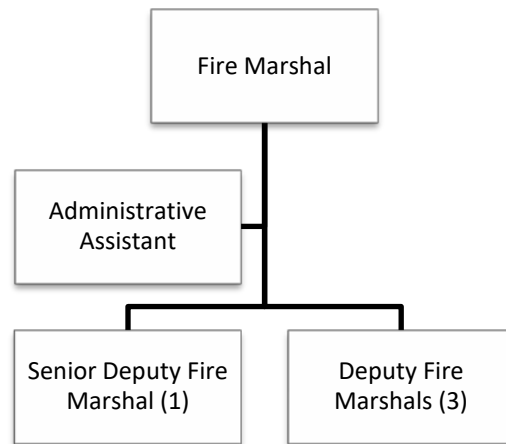 Fire Marshal
Administrative
Assistant
Senior Deputy Fire
Marshal (1)
Deputy Fire
Marshals (3)